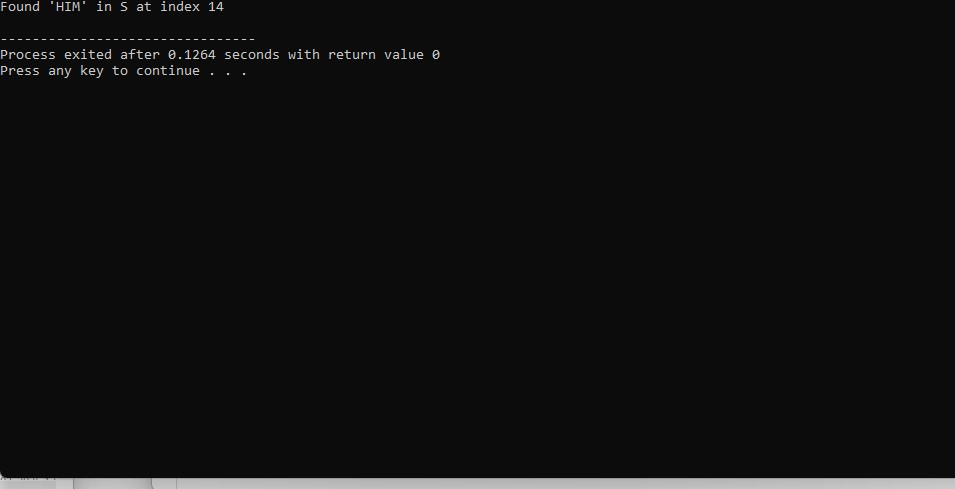 Found 'HIM' in S at index 14
--------------------------------
Process exited after 0.1264 seconds with return value 0
Press any key to continue . . .